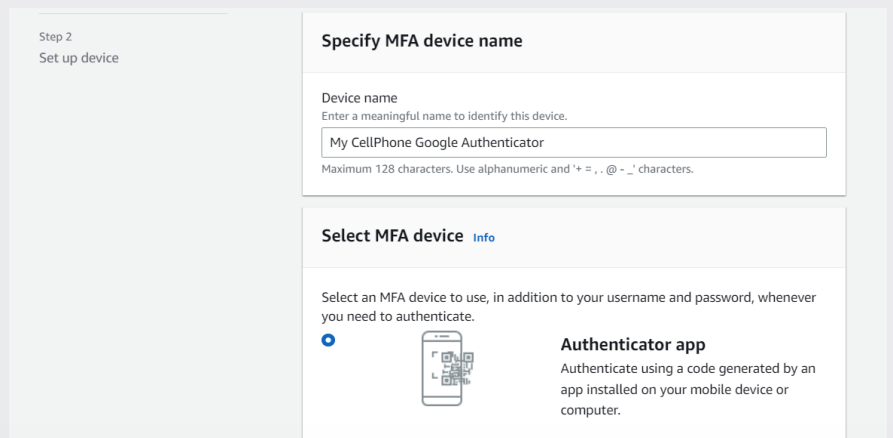 Step 2
Set up device
Specify MFA device name
Device name
Enter a meaningful name to identify this device.
My CellPhone Google Authenticator
Maximum 128 characters. Use alphanumeric and '+ = , . @ - _' characters.
Select MFA device Info
Select an MFA device to use, in addition to your username and password, whenever
you need to authenticate.
Authenticator app
Authenticate using a code generated by an
app installed on your mobile device or
computer.